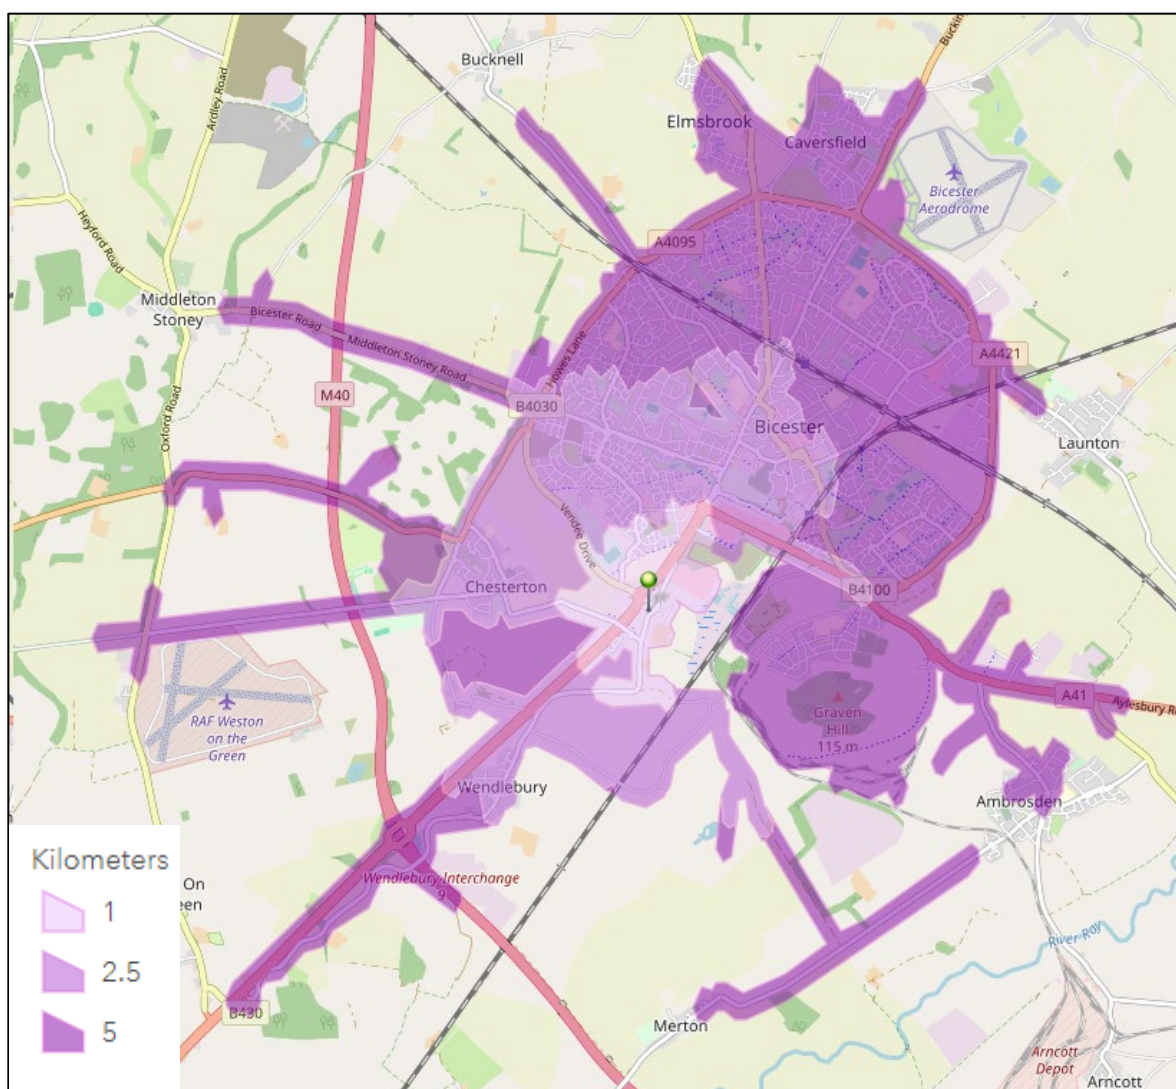 Bucknell
Bucking
Ardley Road
Elmsbrook
Caversfield
Bicester
Aerodrome
Heyford Road
A4095
Middleton
Stoney
Bicester Road
Middleton Stoney Road
Howes Lane
A4421
M40
B4030
Oxford Road
Bicester
Launton
Vendee Drive
Chesterton
B4100
RAF Weston
on the
Green
A41
Aylesbury R
Graven
Hill
115 m
Wendlebury
Ambrosden
Kilometers
1
2.5
5
On
een
Wendlebury Interchange
9
River Ray
B430
Merton
Arncott
Depot
Arncott